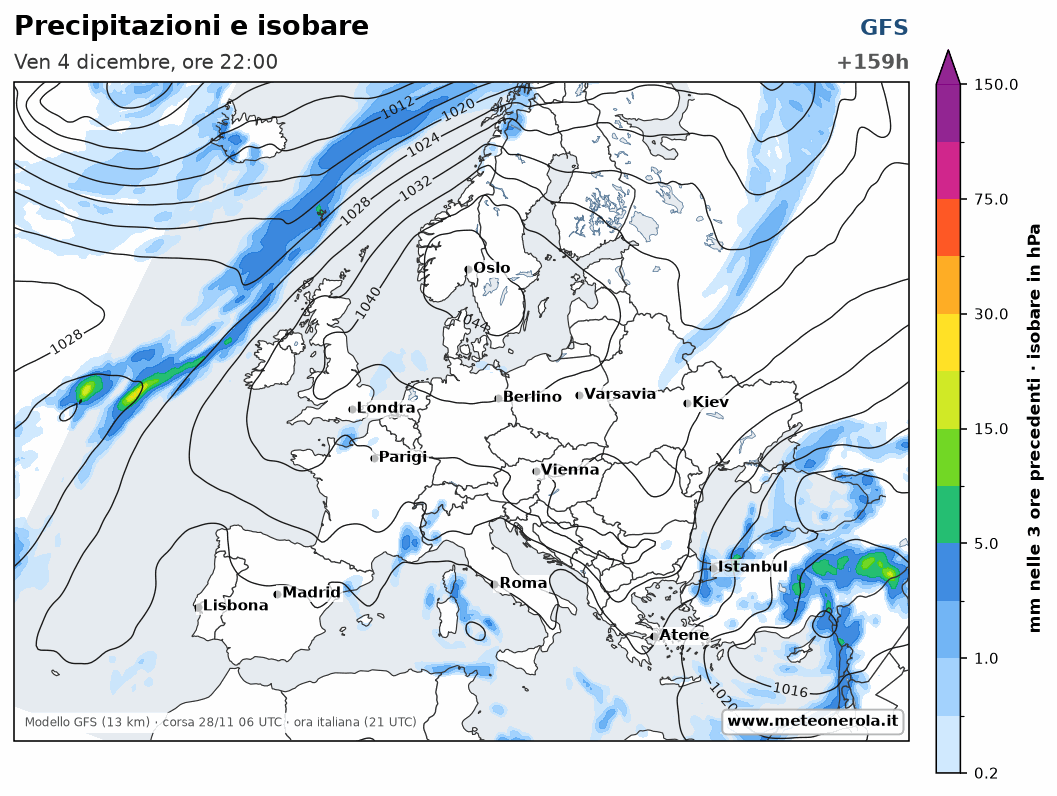 Precipitazioni e isobare
GFS
Ven 4 dicembre, ore 22:00
+159h
1012
1020
1024
1032
1028
1040
1044
1028
Oslo
Berlino
Varsavia
Kiev
Londra
Parigi
Vienna
Istanbul
Roma
Madrid
Lisbona
Atene
1016
1020
Modello GFS (13 km) · corsa 28/11 06 UTC · ora italiana (21 UTC)
www.meteonerola.it
150.0
75.0
30.0
15.0
5.0
1.0
0.2
mm nelle 3 ore precedenti · isobare in hPa